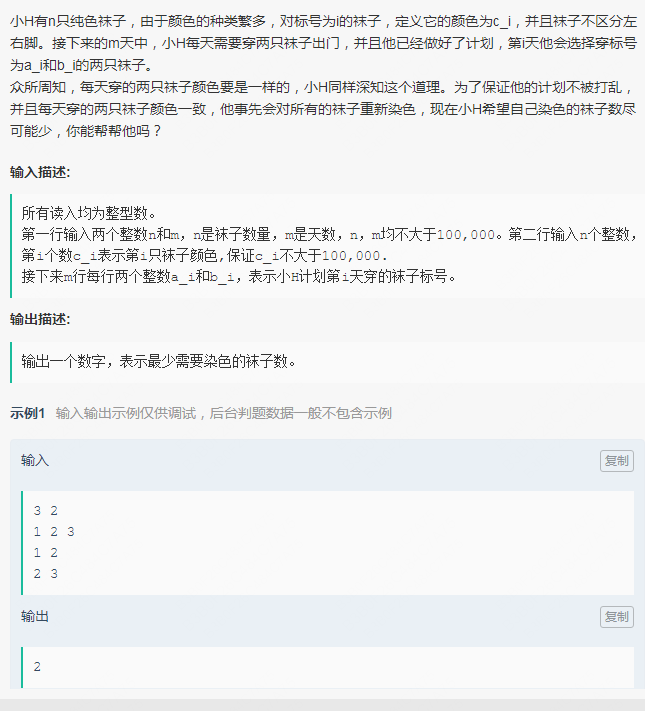 小H有n只纯色袜子，由于颜色的种类繁多，对标号为i的袜子，定义它的颜色为c_i，并且袜子不区分左
右脚。接下来的m天中，小H每天需要穿两只袜子出门，并且他已经做好了计划，第i天他会选择穿标号
为a_i和b_i的两只袜子。
众所周知，每天穿的两只袜子颜色要是一样的，小H同样深知这个道理。为了保证他的计划不被打乱，
并且每天穿的两只袜子颜色一致，他事先会对所有的袜子重新染色，现在小H希望自己染色的袜子数尽
可能少，你能帮帮他吗？
输入描述:
所有读入均为整型数。
第一行输入两个整数n和m，n是袜子数量，m是天数，n，m均不大于100,000。第二行输入n个整数，
第i个数c_i表示第i只袜子颜色,保证c_i不大于100,000.
接下来m行每行两个整数a_i和b_i，表示小H计划第i天穿的袜子标号。
输出描述:
输出一个数字，表示最少需要染色的袜子数。
示例1 输入输出示例仅供调试，后台判题数据一般不包含示例
输入 复制
3 2
1 2 3
1 2
2 3
输出 复制
2